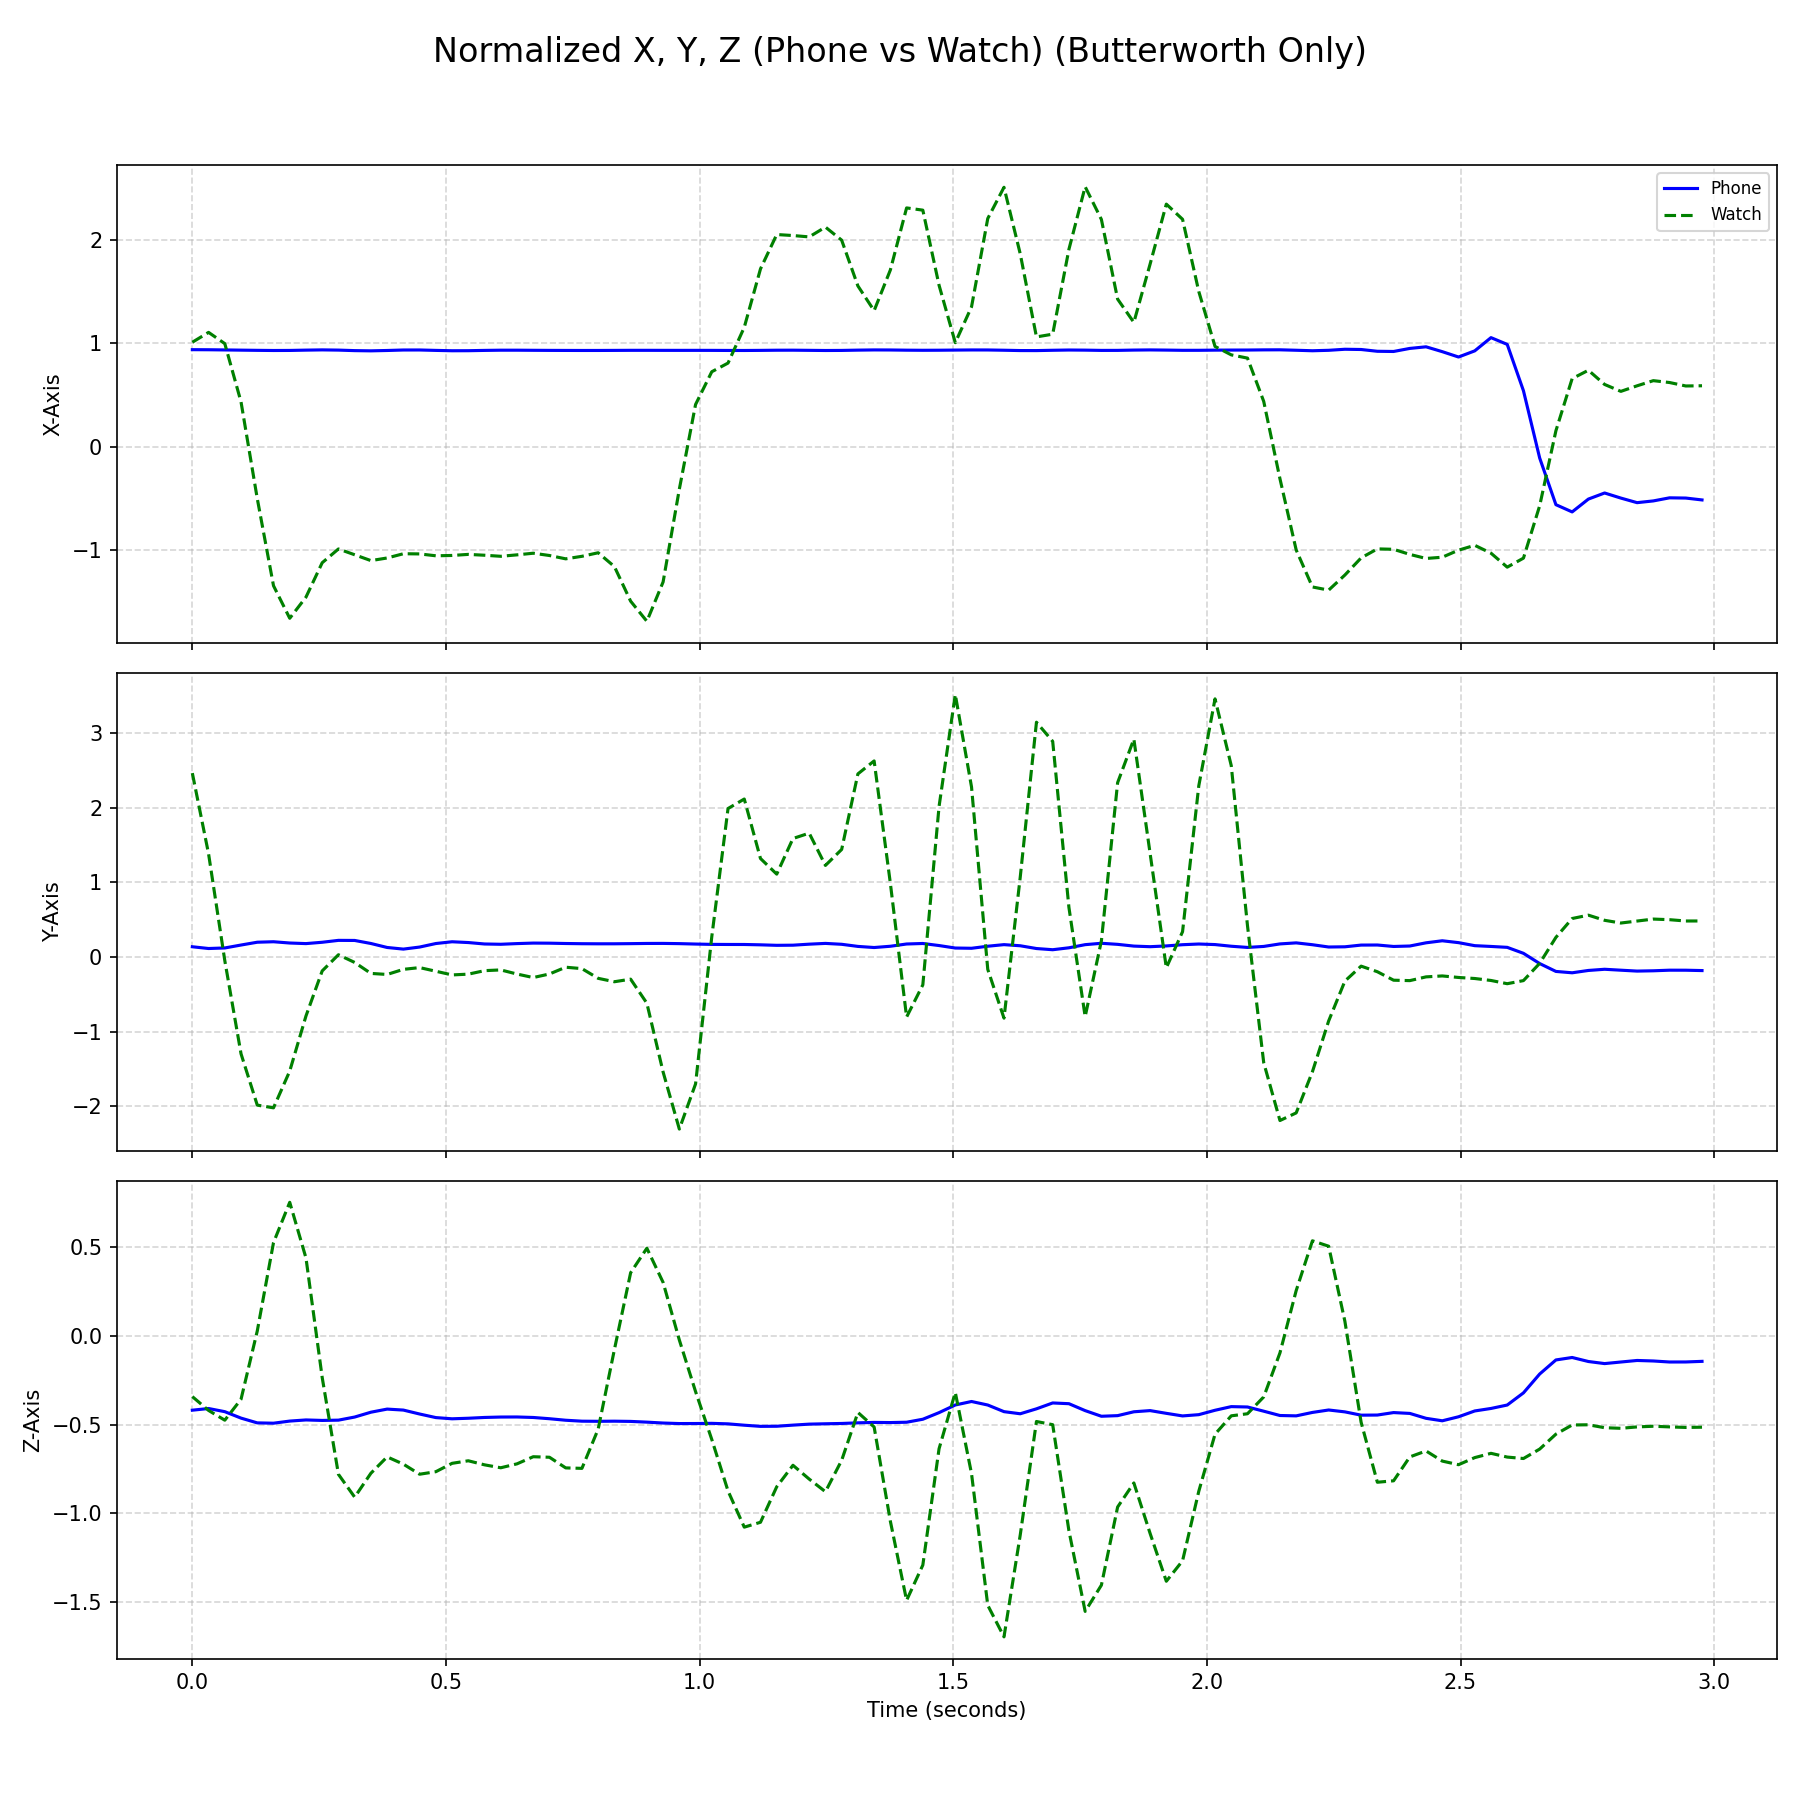 Normalized X, Y, Z (Phone vs Watch) (Butterworth Only)
Phone
Watch
X-Axis
2
1
0
−1
Y-Axis
3
2
1
0
−1
−2
Z-Axis
0.5
0.0
−0.5
−1.0
−1.5
0.0 0.5 1.0 1.5 2.0 2.5 3.0
Time (seconds)